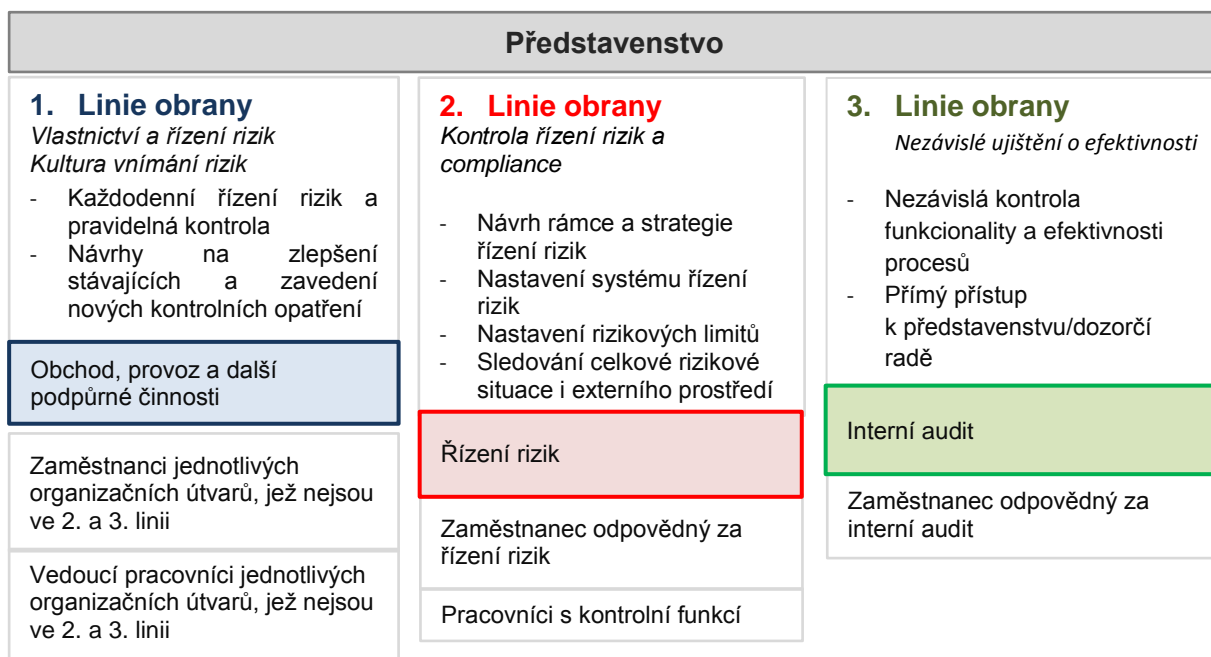 Představenstvo
1. Linie obrany
Vlastnictví a řízení rizik
Kultura vnímání rizik
- Každodenní řízení rizik a
pravidelná kontrola
- Návrhy na zlepšení
stávajících a zavedení
nových kontrolních opatření
Obchod, provoz a další
podpůrné činnosti
Zaměstnanci jednotlivých
organizačních útvarů, jež nejsou
ve 2. a 3. linii
Vedoucí pracovníci jednotlivých
organizačních útvarů, jež nejsou
ve 2. a 3. linii
2. Linie obrany
Kontrola řízení rizik a
compliance
- Návrh rámce a strategie
řízení rizik
- Nastavení systému řízení
rizik
- Nastavení rizikových limitů
- Sledování celkové rizikové
situace i externího prostředí
Řízení rizik
Zaměstnanec odpovědný za
řízení rizik
Pracovníci s kontrolní funkcí
3. Linie obrany
Nezávislé ujištění o efektivnosti
- Nezávislá kontrola
funkcionality a efektivnosti
procesů
- Přímý přístup
k představenstvu/dozorčí
radě
Interní audit
Zaměstnanec odpovědný za
interní audit